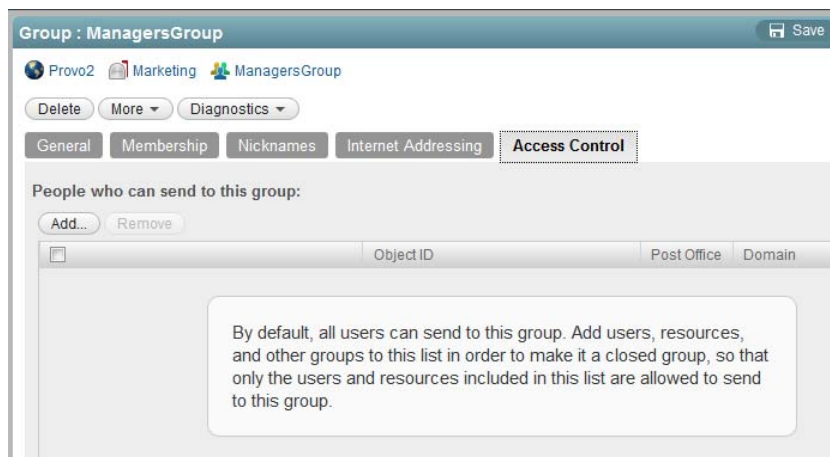 Group : ManagersGroup
Save
Provo2 Marketing ManagersGroup
Delete More Diagnostics
General Membership Nicknames Internet Addressing Access Control
People who can send to this group:
Add... Remove
Object ID Post Office Domain
By default, all users can send to this group. Add users, resources,
and other groups to this list in order to make it a closed group, so that
only the users and resources included in this list are allowed to send
to this group.